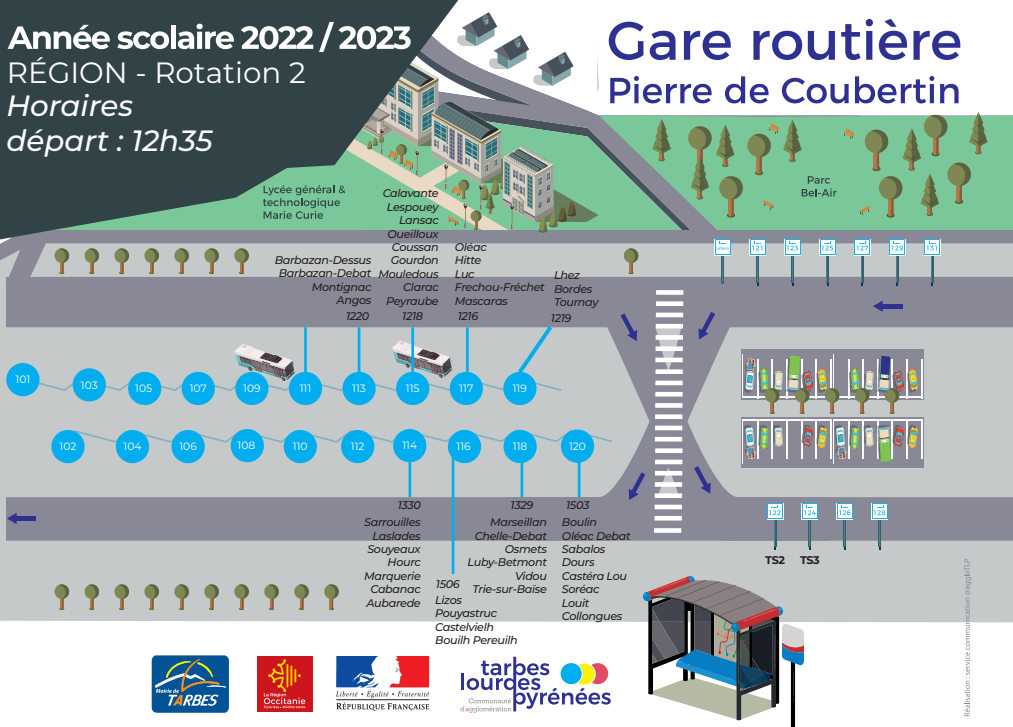 Année scolaire 2022 / 2023
RÉGION - Rotation 2
Horaires
départ : 12h35
Gare routière
Pierre de Coubertin
Parc
Bel-Air
Lycée général &
technologique
Marie Curie
Barbazan-Dessus
Barbazan-Debat
Montignac
Angos
1220
Calavante
Lespouey
Lansac
Oueilloux
Coussan
Gourdon
Mouledous
Clarac
Peyraube
1218
Oléac
Hitte
Luc
Frechou-Fréchet
Mascaras
1216
Lhez
Bordes
Tournay
1219
121
123
125
127
129
131
101
103
105
107
109
111
113
115
117
119
102
104
106
108
110
112
114
116
118
120
1330
Sarrouilles
Laslades
Souyeaux
Hourc
Marquerie
Cabanac
Aubarede
1506
Lizos
Pouyastruc
Castelvielh
Bouilh Pereuilh
1329
Marseillan
Chelle-Debat
Osmets
Luby-Betmont
Vidou
Trie-sur-Baise
1503
Boulin
Oléac Debat
Sabalos
Dours
Castéra Lou
Soréac
Louit
Collongues
122
124
126
128
TS2
TS3
Mairie de
TARBES
La Région
Occitanie
Pyrénées - Méditerranée
Liberté • Égalité • Fraternité
RÉPUBLIQUE FRANÇAISE
tarbes
lourdes
pyrénées
Communauté
d'agglomération
Réalisation : service communication @aggloTLP